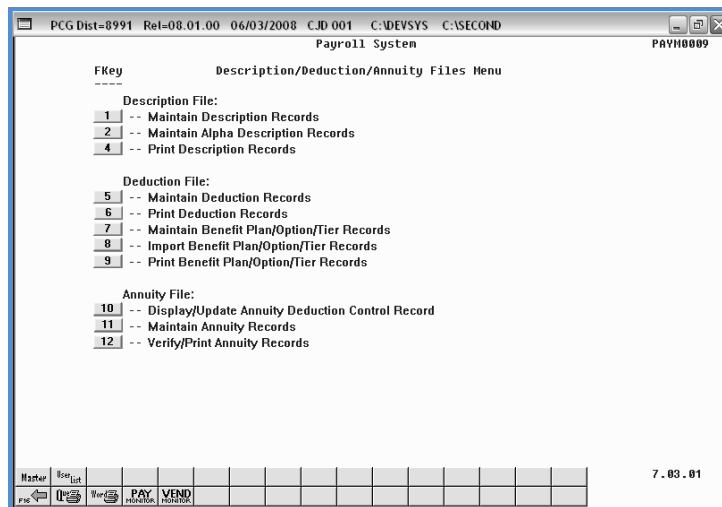 PCG Dist=8991 Rel=08.01.00 06/03/2008 CJD 001 C:\DEVSYS C:\SECOND
Payroll System PAYM0009
FKey Description/Deduction/Annuity Files Menu
----
Description File:
1 -- Maintain Description Records
2 -- Maintain Alpha Description Records
4 -- Print Description Records
Deduction File:
5 -- Maintain Deduction Records
6 -- Print Deduction Records
7 -- Maintain Benefit Plan/Option/Tier Records
8 -- Import Benefit Plan/Option/Tier Records
9 -- Print Benefit Plan/Option/Tier Records
Annuity File:
10 -- Display/Update Annuity Deduction Control Record
11 -- Maintain Annuity Records
12 -- Verify/Print Annuity Records
Master User List 7.03.01
F16 Que Word PAY MONITOR VEND MONITOR